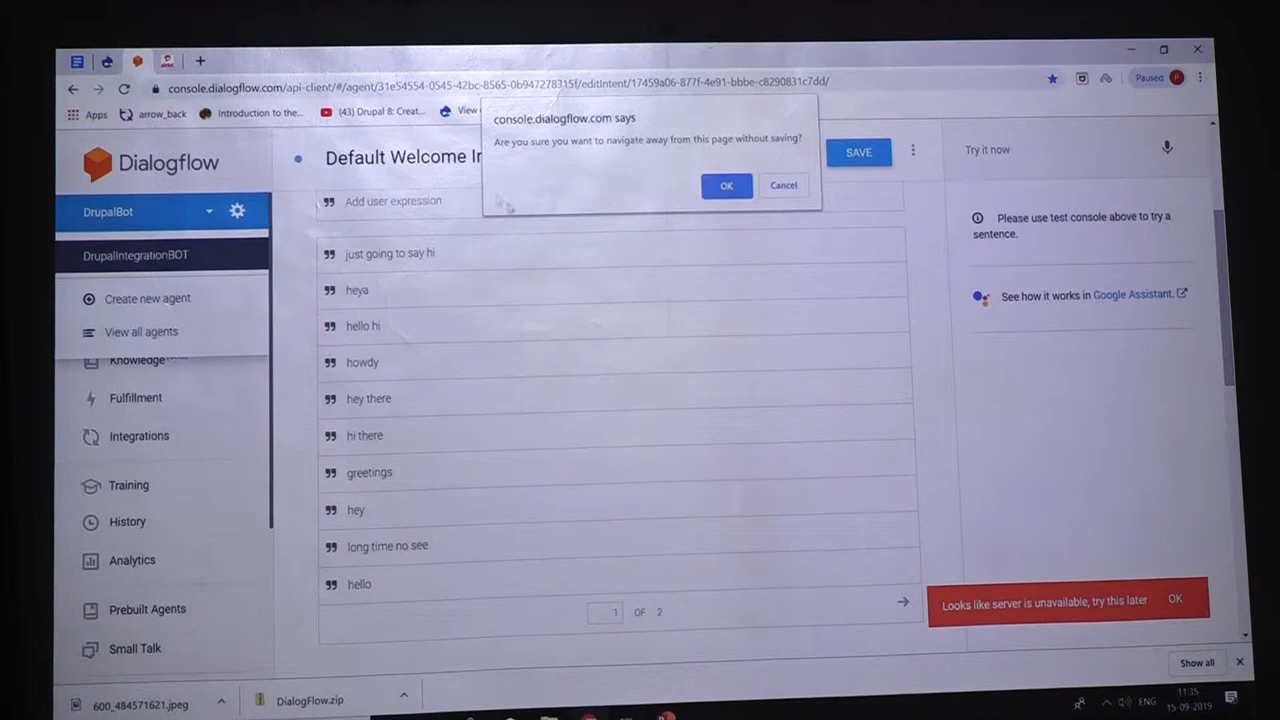 console.dialogflow.com/api-client/#/agent/31e54554-0545-42bc-8565-0b947278315f/editIntent/17459a06-877f-4e91-bbbe-c8290831c7dd/
Paused
Apps
arrow_back
Introduction to the...
(43) Drupal 8: Creat...
View
console.dialogflow.com says
Are you sure you want to navigate away from this page without saving?
OK
Cancel
Dialogflow
Default Welcome In
SAVE
Try it now
DrupalBot
DrupalIntegrationBOT
Create new agent
View all agents
Knowledge
Fulfillment
Integrations
Training
History
Analytics
Prebuilt Agents
Small Talk
Add user expression
just going to say hi
heya
hello hi
howdy
hey there
hi there
greetings
hey
long time no see
hello
1 OF 2
Please use test console above to try a
sentence.
See how it works in Google Assistant.
Looks like server is unavailable, try this later OK
Show all
600_484571621.jpeg
DialogFlow.zip
ENG
11:35
15-09-2019